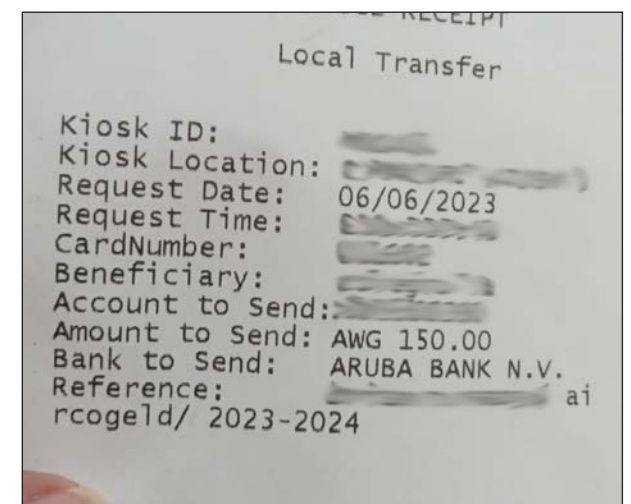 RECEIPT
Local Transfer
Kiosk ID:
Kiosk Location:
Request Date: 06/06/2023
Request Time:
CardNumber:
Beneficiary:
Account to Send:
Amount to Send: AWG 150.00
Bank to Send: ARUBA BANK N.V.
Reference: ai
rcogeld/ 2023-2024